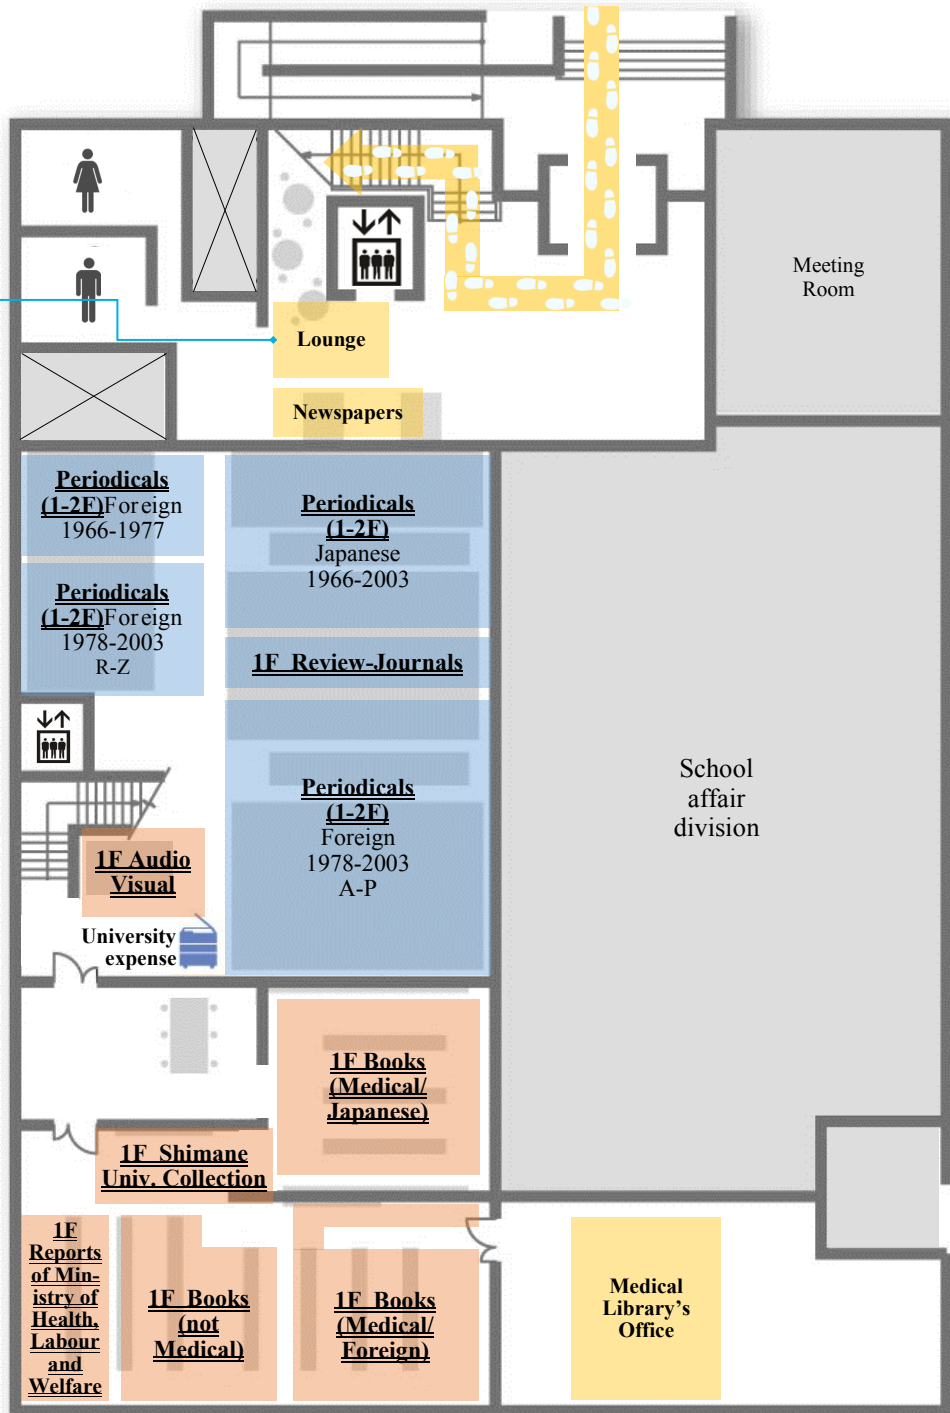 Meeting
Room
Lounge
Newspapers
Periodicals
(1-2F)Foreign
1966-1977
Periodicals
(1-2F)
Japanese
1966-2003
Periodicals
(1-2F)Foreign
1978-2003
R-Z
1F Review-Journals
School
affair
division
Periodicals
(1-2F)
Foreign
1978-2003
A-P
1F Audio
Visual
University
expense
1F Books
(Medical/
Japanese)
1F Shimane
Univ. Collection
1F
Reports
of Min-
istry of
Health,
Labour
and
Welfare
1F Books
(not
Medical)
1F Books
(Medical/
Foreign)
Medical
Library's
Office